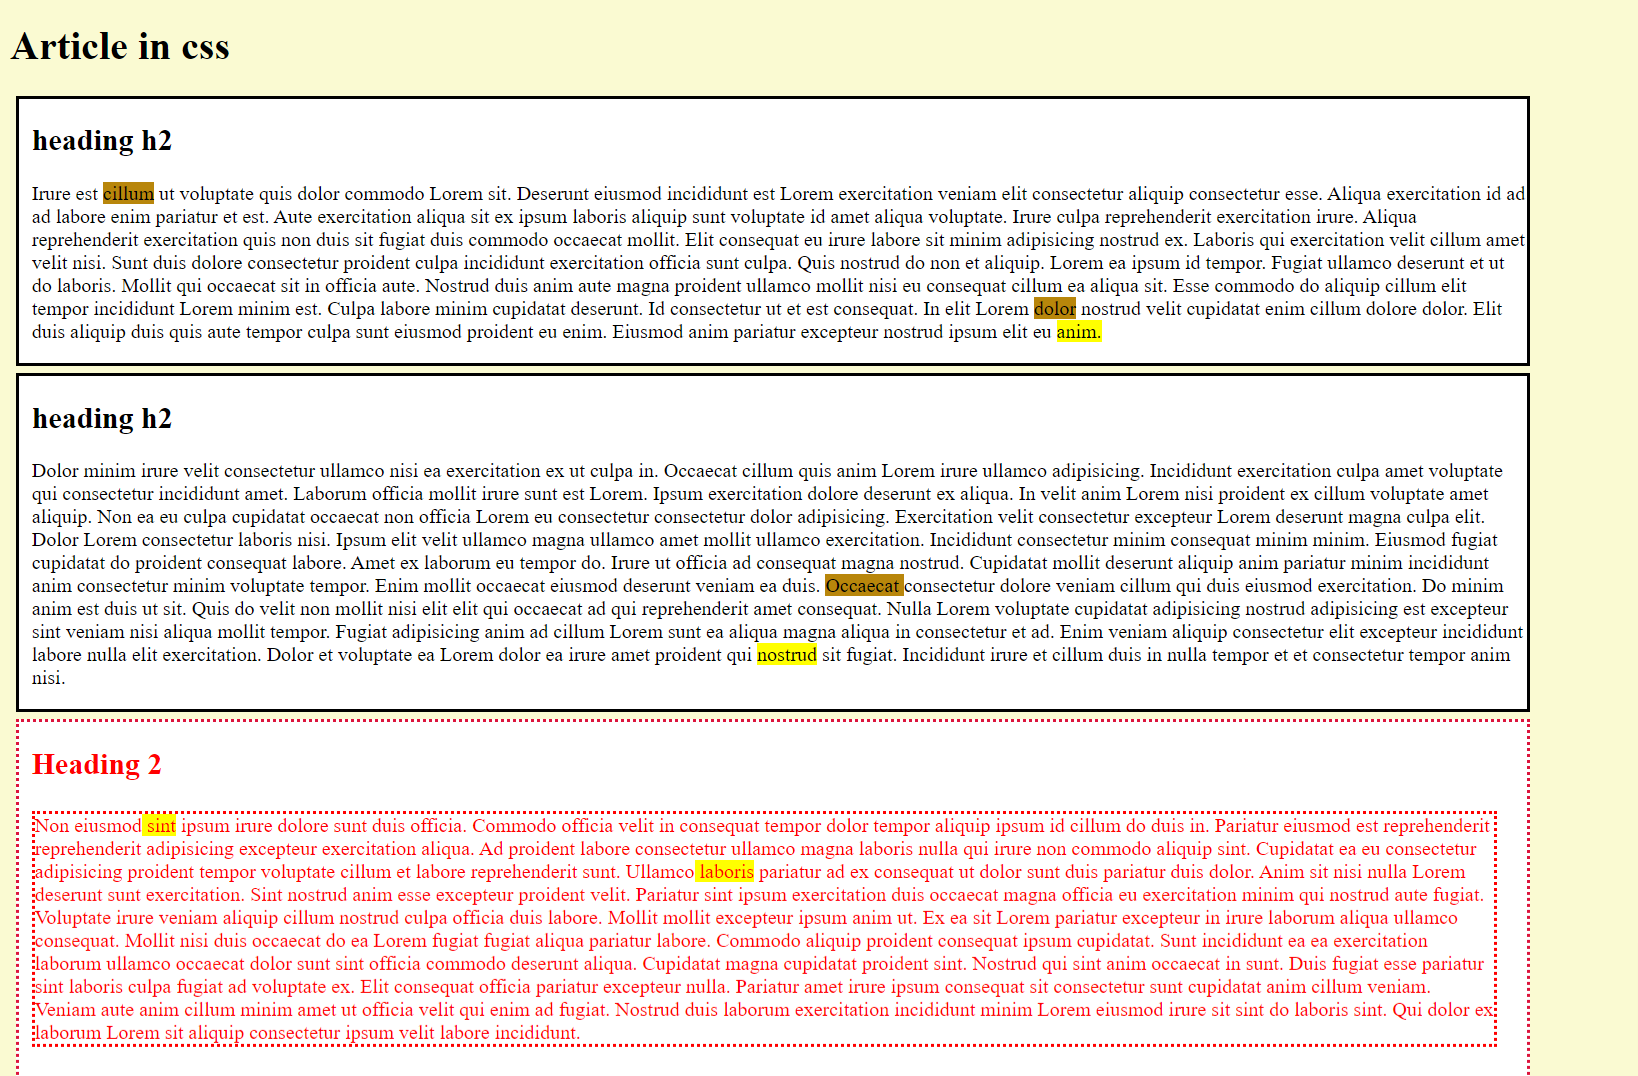 Article in css
heading h2
Irure est cillum ut voluptate quis dolor commodo Lorem sit. Deserunt eiusmod incididunt est Lorem exercitation veniam elit consectetur aliquip consectetur esse. Aliqua exercitation id ad
ad labore enim pariatur et est. Aute exercitation aliqua sit ex ipsum laboris aliquip sunt voluptate id amet aliqua voluptate. Irure culpa reprehenderit exercitation irure. Aliqua
reprehenderit exercitation quis non duis sit fugiat duis commodo occaecat mollit. Elit consequat eu irure labore sit minim adipisicing nostrud ex. Laboris qui exercitation velit cillum amet
velit nisi. Sunt duis dolore consectetur proident culpa incididunt exercitation officia sunt culpa. Quis nostrud do non et aliquip. Lorem ea ipsum id tempor. Fugiat ullamco deserunt et ut
do laboris. Mollit qui occaecat sit in officia aute. Nostrud duis anim aute magna proident ullamco mollit nisi eu consequat cillum ea aliqua sit. Esse commodo do aliquip cillum elit
tempor incididunt Lorem minim est. Culpa labore minim cupidatat deserunt. Id consectetur ut et est consequat. In elit Lorem dolor nostrud velit cupidatat enim cillum dolore dolor. Elit
duis aliquip duis quis aute tempor culpa sunt eiusmod proident eu enim. Eiusmod anim pariatur excepteur nostrud ipsum elit eu anim.
heading h2
Dolor minim irure velit consectetur ullamco nisi ea exercitation ex ut culpa in. Occaecat cillum quis anim Lorem irure ullamco adipisicing. Incididunt exercitation culpa amet voluptate
qui consectetur incididunt amet. Laborum officia mollit irure sunt est Lorem. Ipsum exercitation dolore deserunt ex aliqua. In velit anim Lorem nisi proident ex cillum voluptate amet
aliquip. Non ea eu culpa cupidatat occaecat non officia Lorem eu consectetur consectetur dolor adipisicing. Exercitation velit consectetur excepteur Lorem deserunt magna culpa elit.
Dolor Lorem consectetur laboris nisi. Ipsum elit velit ullamco magna ullamco amet mollit ullamco exercitation. Incididunt consectetur minim consequat minim minim. Eiusmod fugiat
cupidatat do proident consequat labore. Amet ex laborum eu tempor do. Irure ut officia ad consequat magna nostrud. Cupidatat mollit deserunt aliquip anim pariatur minim incididunt
anim consectetur minim voluptate tempor. Enim mollit occaecat eiusmod deserunt veniam ea duis. Occaecat consectetur dolore veniam cillum qui duis eiusmod exercitation. Do minim
anim est duis ut sit. Quis do velit non mollit nisi elit elit qui occaecat ad qui reprehenderit amet consequat. Nulla Lorem voluptate cupidatat adipisicing nostrud adipisicing est excepteur
sint veniam nisi aliqua mollit tempor. Fugiat adipisicing anim ad cillum Lorem sunt ea aliqua magna aliqua in consectetur et ad. Enim veniam aliquip consectetur elit excepteur incididunt
labore nulla elit exercitation. Dolor et voluptate ea Lorem dolor ea irure amet proident qui nostrud sit fugiat. Incididunt irure et cillum duis in nulla tempor et et consectetur tempor anim
nisi.
Heading 2
Non eiusmod sint ipsum irure dolore sunt duis officia. Commodo officia velit in consequat tempor dolor tempor aliquip ipsum id cillum do duis in. Pariatur eiusmod est reprehenderit
reprehenderit adipisicing excepteur exercitation aliqua. Ad proident labore consectetur ullamco magna laboris nulla qui irure non commodo aliquip sint. Cupidatat ea eu consectetur
adipisicing proident tempor voluptate cillum et labore reprehenderit sunt. Ullamco laboris pariatur ad ex consequat ut dolor sunt duis pariatur duis dolor. Anim sit nisi nulla Lorem
deserunt sunt exercitation. Sint nostrud anim esse excepteur proident velit. Pariatur sint ipsum exercitation duis occaecat magna officia eu exercitation minim qui nostrud aute fugiat.
Voluptate irure veniam aliquip cillum nostrud culpa officia duis labore. Mollit mollit excepteur ipsum anim ut. Ex ea sit Lorem pariatur excepteur in irure laborum aliqua ullamco
consequat. Mollit nisi duis occaecat do ea Lorem fugiat fugiat aliqua pariatur labore. Commodo aliquip proident consequat ipsum cupidatat. Sunt incididunt ea ea exercitation
laborum ullamco occaecat dolor sunt sint officia commodo deserunt aliqua. Cupidatat magna cupidatat proident sint. Nostrud qui sint anim occaecat in sunt. Duis fugiat esse pariatur
sint laboris culpa fugiat ad voluptate ex. Elit consequat officia pariatur excepteur nulla. Pariatur amet irure ipsum consequat sit consectetur sunt cupidatat anim cillum veniam.
Veniam aute anim cillum minim amet ut officia velit qui enim ad fugiat. Nostrud duis laborum exercitation incididunt minim Lorem eiusmod irure sit sint do laboris sint. Qui dolor ex
laborum Lorem sit aliquip consectetur ipsum velit labore incididunt.